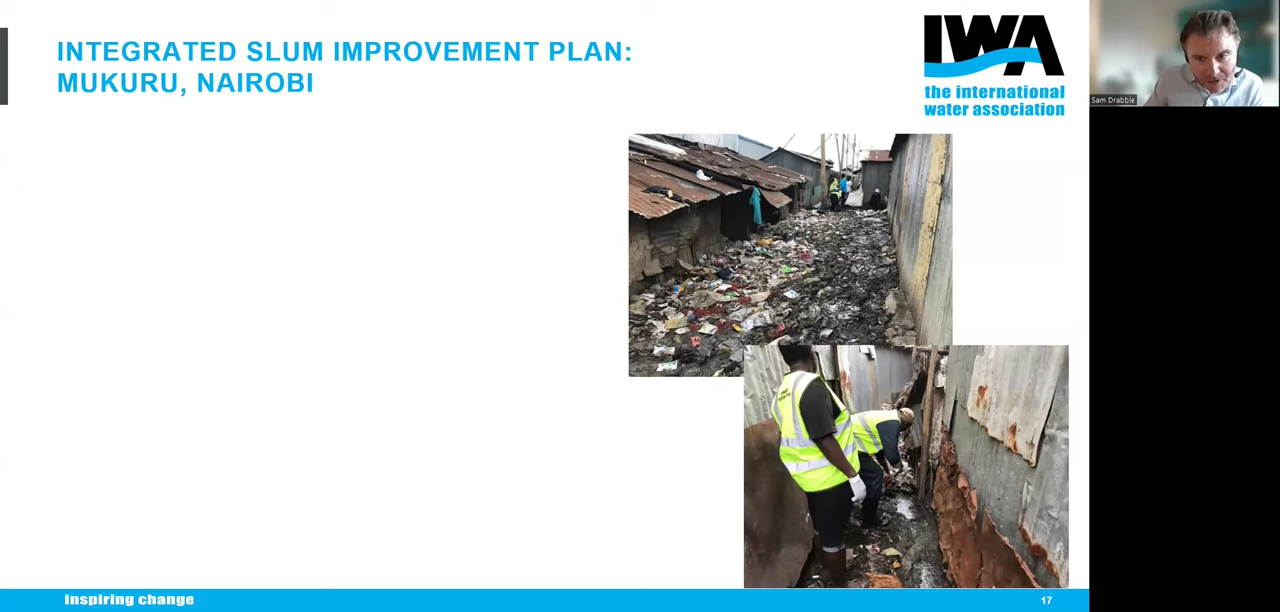 INTEGRATED SLUM IMPROVEMENT PLAN:
MUKURU, NAIROBI
IWA
the international
water association
Sam Drabble
inspiring change
17